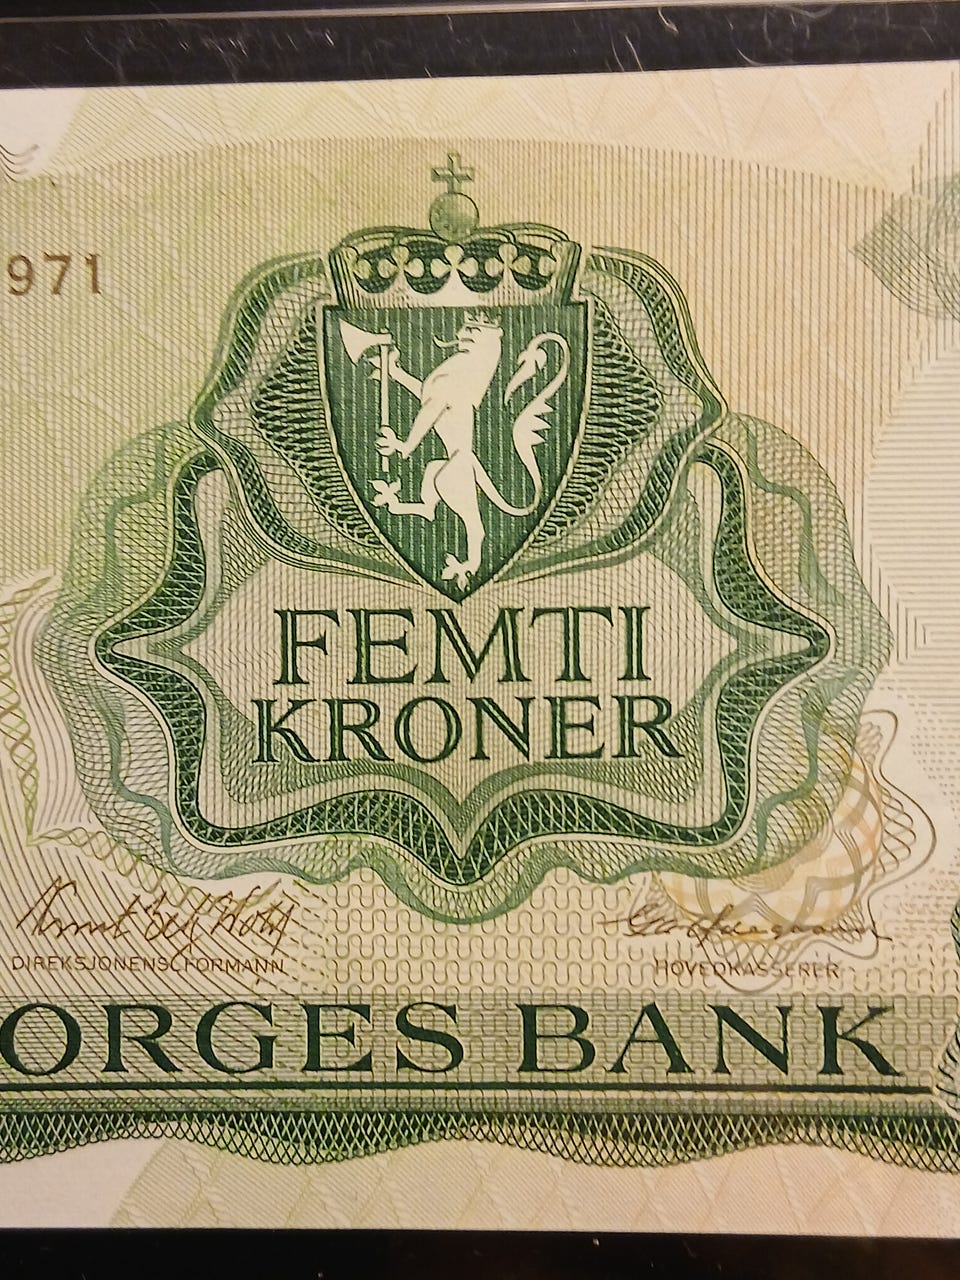 971
FEMTI
KRONER
DIREKSJONENS FORMANN
HOVEDKASSERER
ORGES BANK